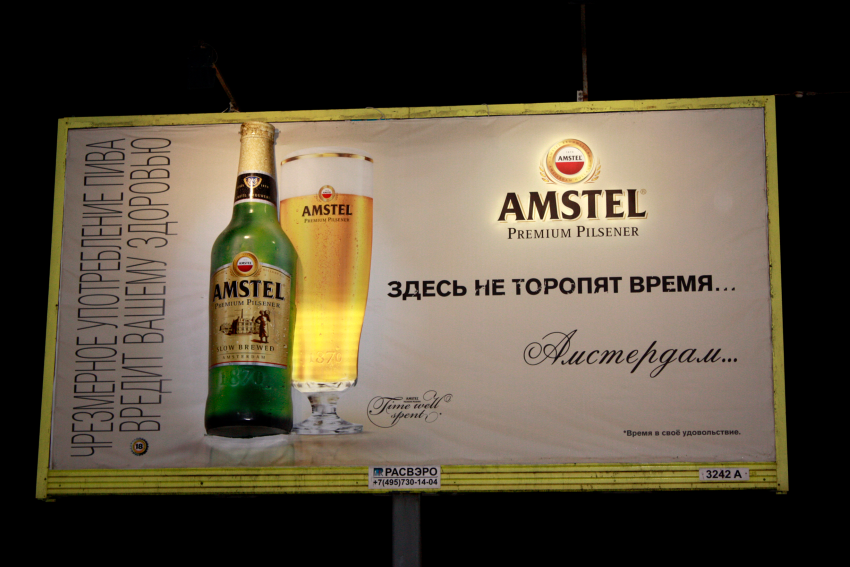 ЧРЕЗМЕРНОЕ УПОТРЕБЛЕНИЕ ПИВА
ВРЕДИТ ВАШЕМУ ЗДОРОВЬЮ
18
AMSTEL
AMSTEL
PREMIUM PILSENER
SLOW BREWED
AMSTERDAM
1870
AMSTEL
PREMIUM PILSENER
AMSTEL
AMSTEL
PREMIUM PILSENER
ЗДЕСЬ НЕ ТОРОПЯТ ВРЕМЯ...
Амстердам...
AMSTEL
Time well
spent
*Время в своё удовольствие.
РАСВЭРО
+7(495)730-14-04
3242 А